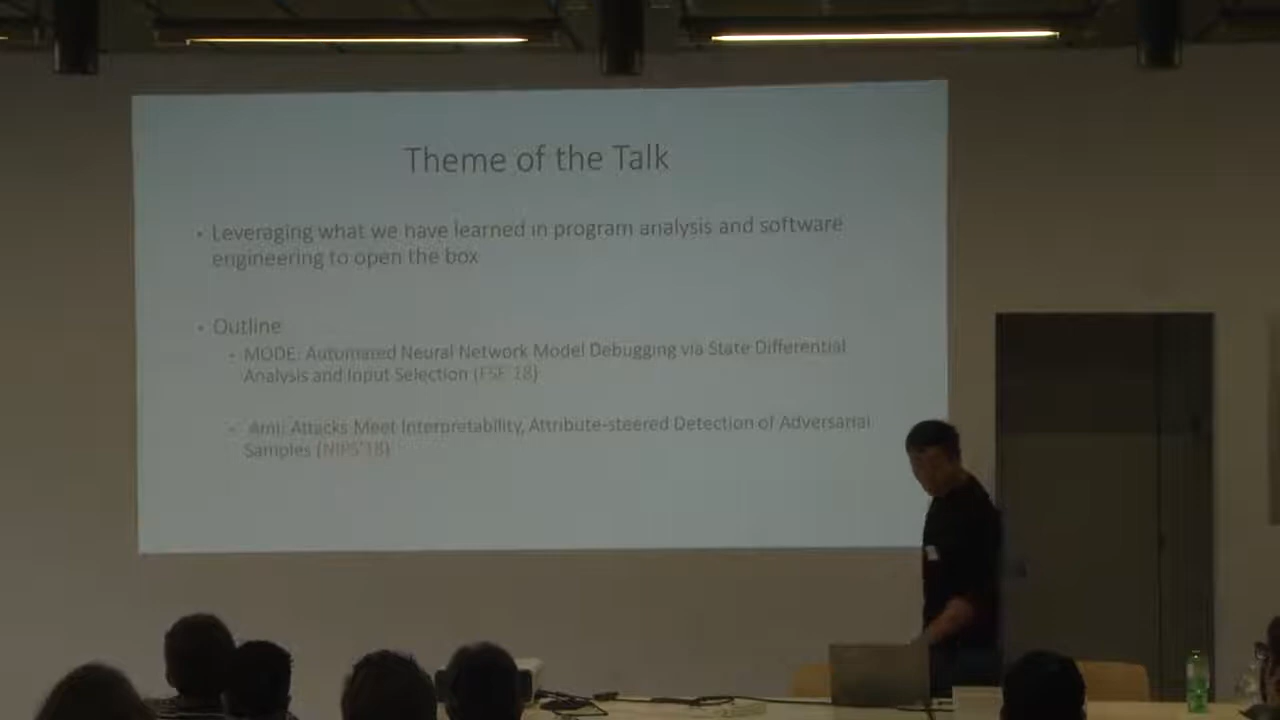 Theme of the Talk
• Leveraging what we have learned in program analysis and software
engineering to open the box
• Outline
• MODE: Automated Neural Network Model Debugging via State Differential
Analysis and Input Selection (FSE'18)
• Ami: Attacks Meet Interpretability, Attribute-steered Detection of Adversarial
Samples (NIPS'18)